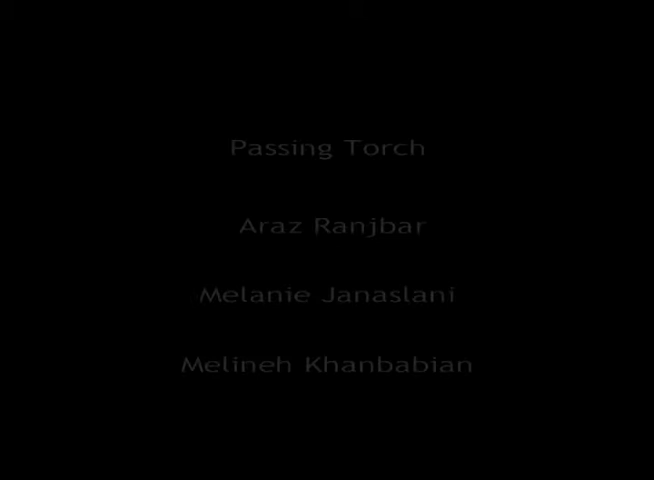 Passing Torch
Araz Ranjbar
Melanie Janaslani
Melineh Khanbabian